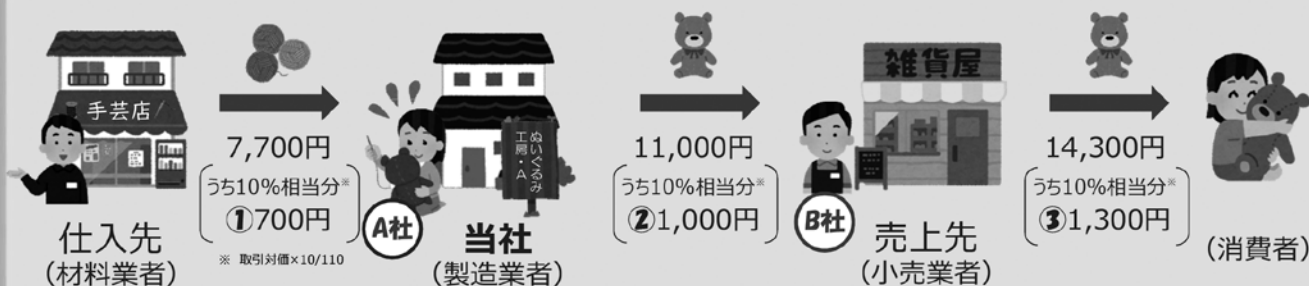 手芸店
7,700円
うち10%相当分※
①700円
※ 取引対価×10/110
仕入先
(材料業者)
A社
ぬいぐるみ
工房・A
当社
(製造業者)
11,000円
うち10%相当分※
②1,000円
雑貨屋
B社
売上先
(小売業者)
14,300円
うち10%相当分※
③1,300円
(消費者)